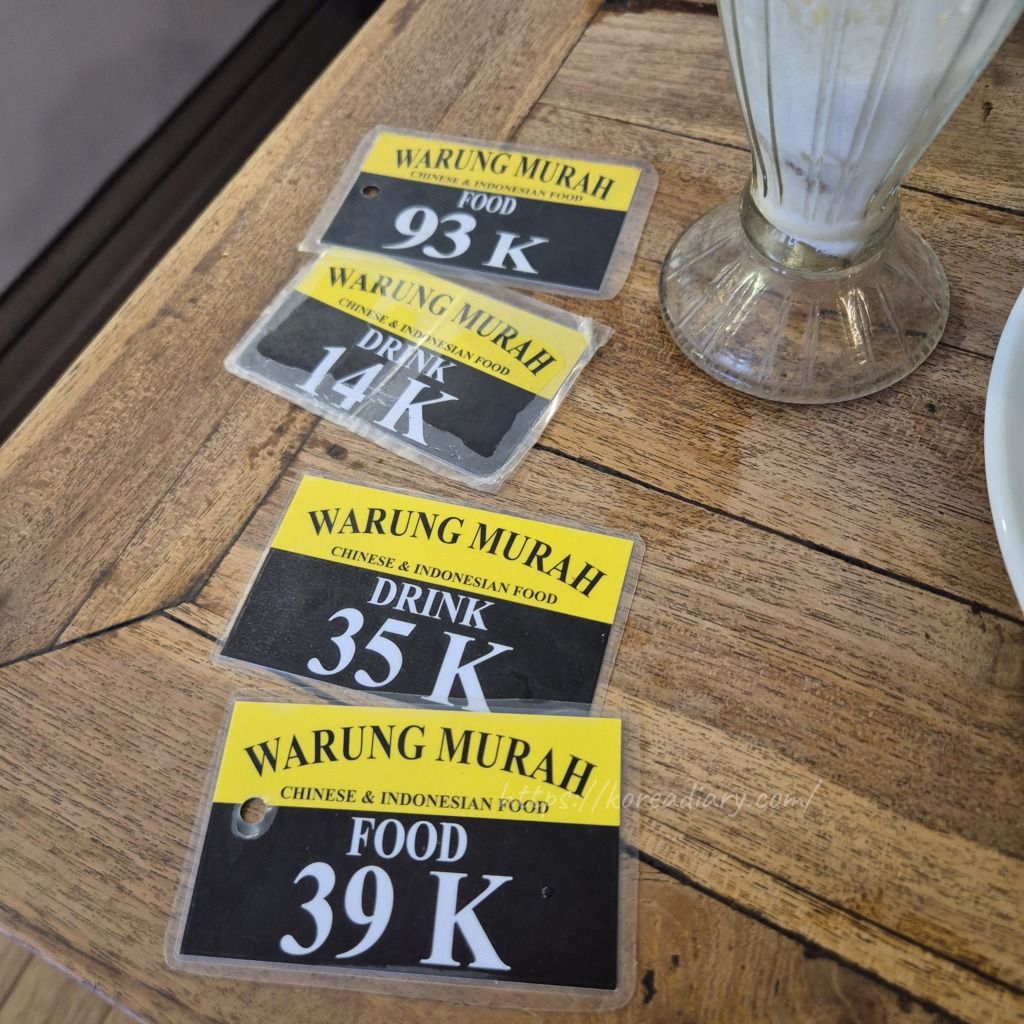 WARUNG MURAH
CHINESE & INDONESIAN FOOD
FOOD
93 K
WARUNG MURAH
CHINESE & INDONESIAN FOOD
DRINK
14 K
WARUNG MURAH
CHINESE & INDONESIAN FOOD
DRINK
35 K
WARUNG MURAH
CHINESE & INDONESIAN FOOD
FOOD
39 K
https://koreadiary.com/